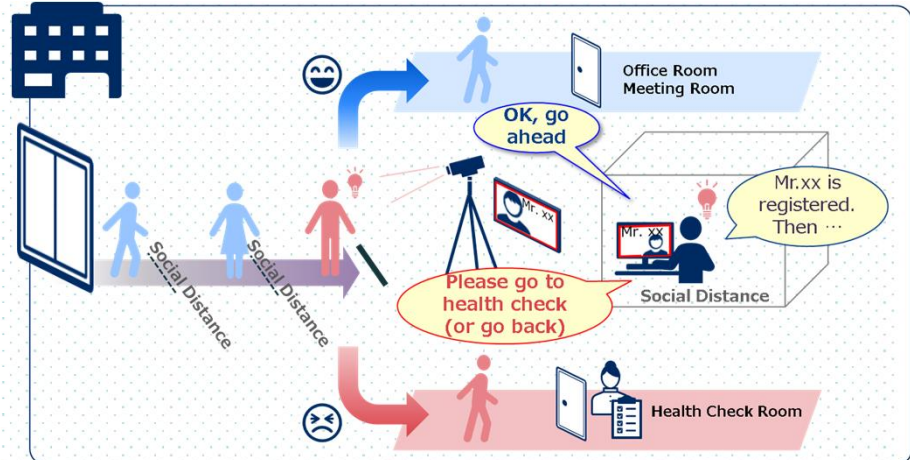 Office Room
Meeting Room
OK, go
ahead
Mr. xx
Mr.xx is
registered.
Then …
Mr. xx
Social Distance
Social Distance
Social Distance
Please go to
health check
(or go back)
Health Check Room